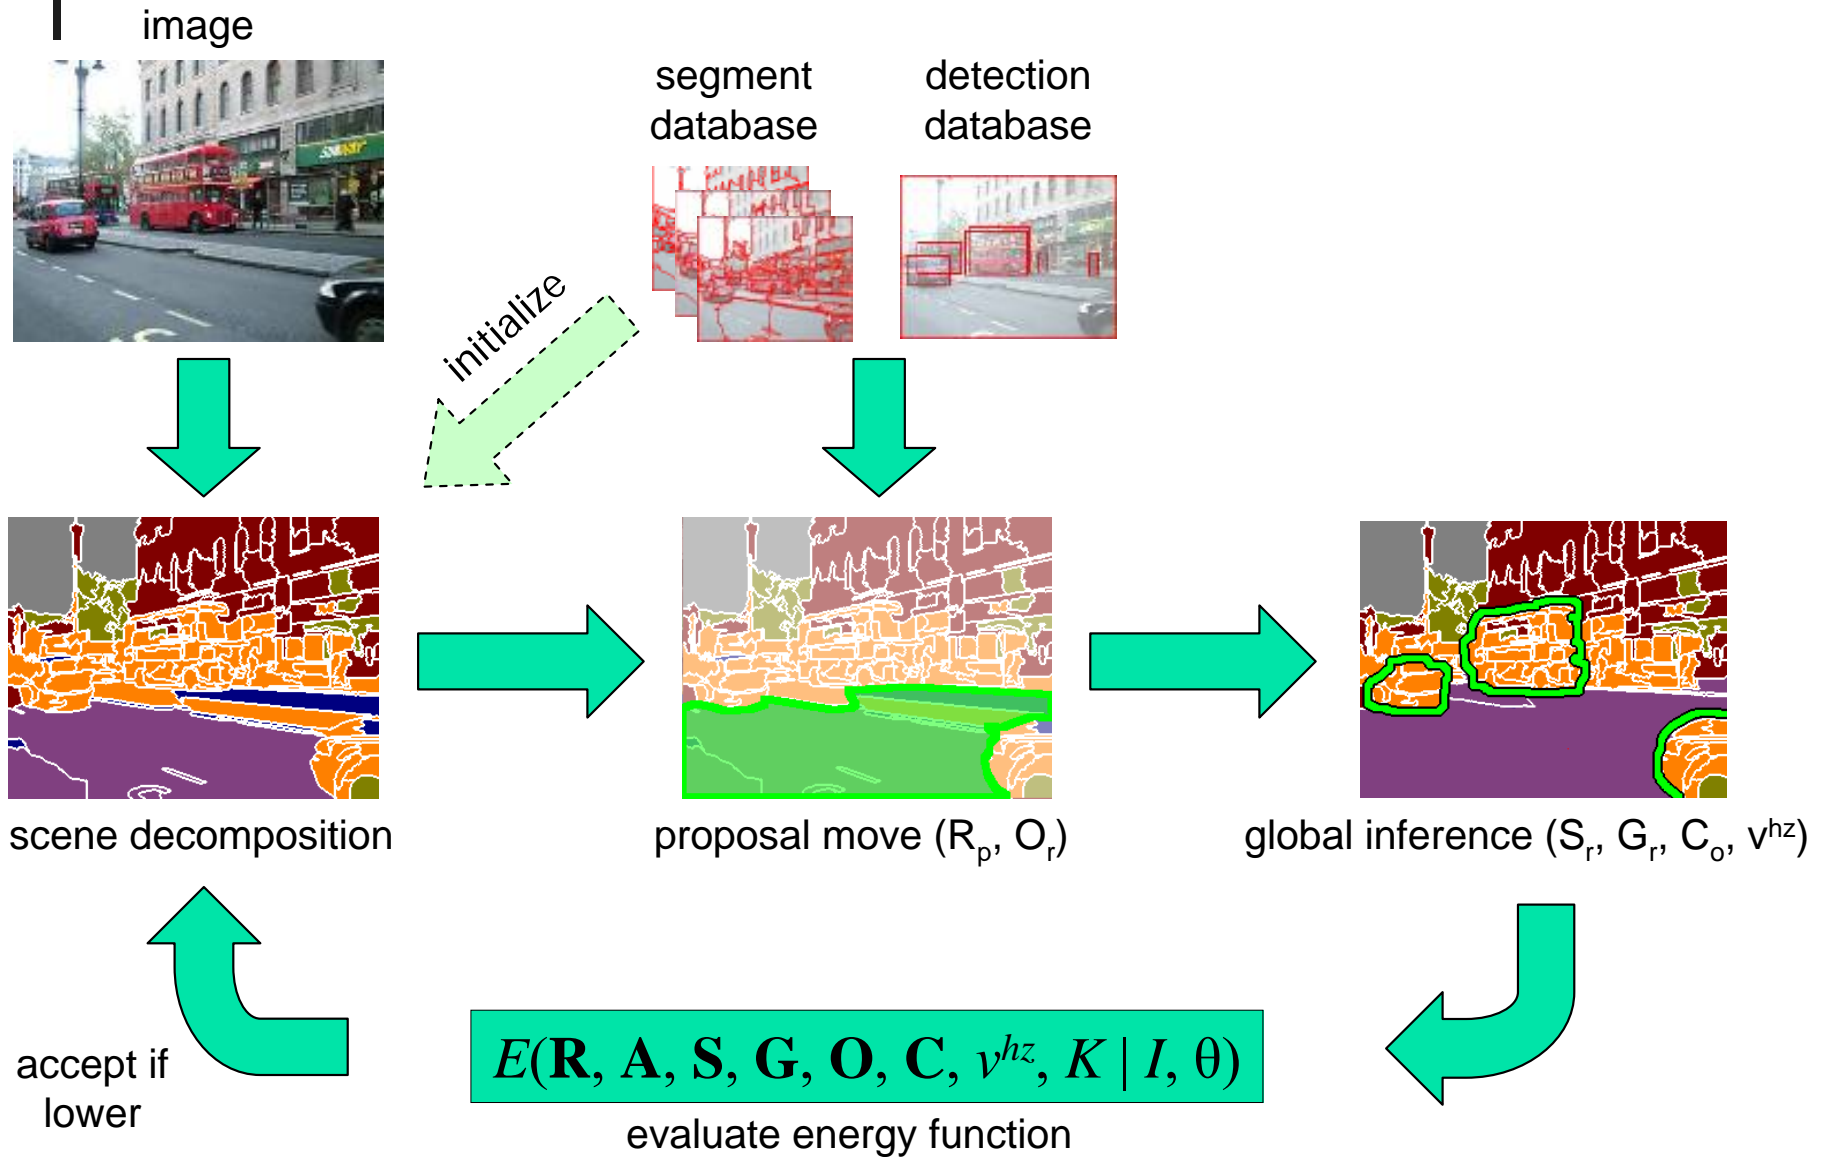 image
segment
database
detection
database
SUBWAY
initialize
scene decomposition
proposal move (Rp, Or)
global inference (Sr, Gr, Co, vhz)
accept if
lower
E(R, A, S, G, O, C, vhz, K | I, θ)
evaluate energy function